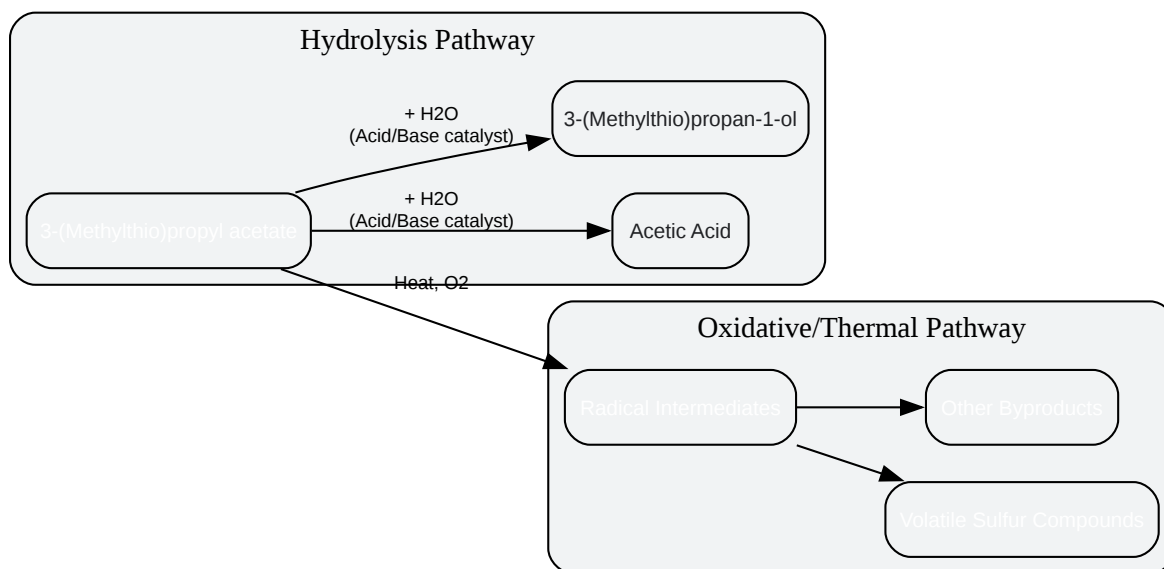 Hydrolysis Pathway
+ H2O
(Acid/Base catalyst)
3-(Methylthio)propan-1-ol
3-(Methylthio)propyl acetate
+ H2O
(Acid/Base catalyst)
Acetic Acid
Heat, O2
Oxidative/Thermal Pathway
Radical Intermediates
Other Byproducts
Volatile Sulfur Compounds